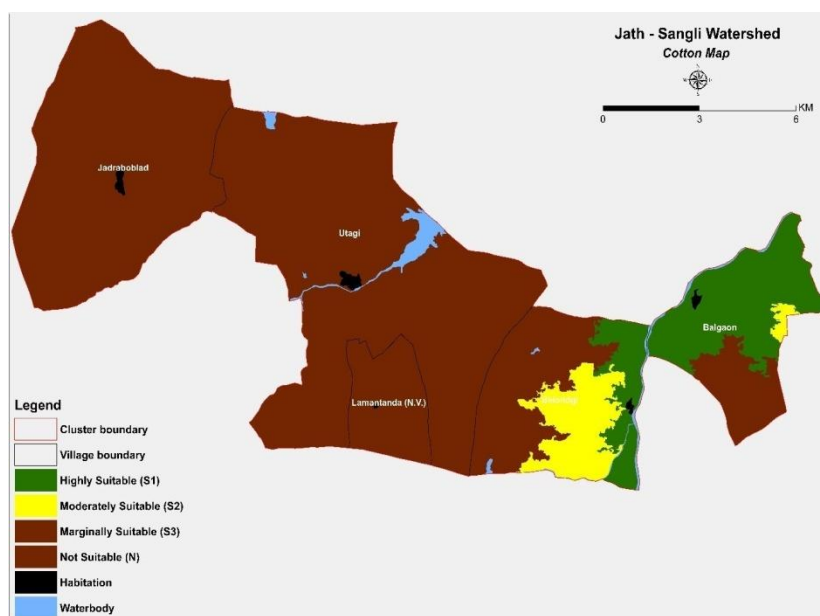 Jath - Sangli Watershed
Cotton Map
N
KM
0 3 6
Jadraboblad
Utagi
Balgaon
Lamantanda (N.V.)
Legend
Cluster boundary
Village boundary
Highly Suitable (S1)
Moderately Suitable (S2)
Marginally Suitable (S3)
Not Suitable (N)
Habitation
Waterbody